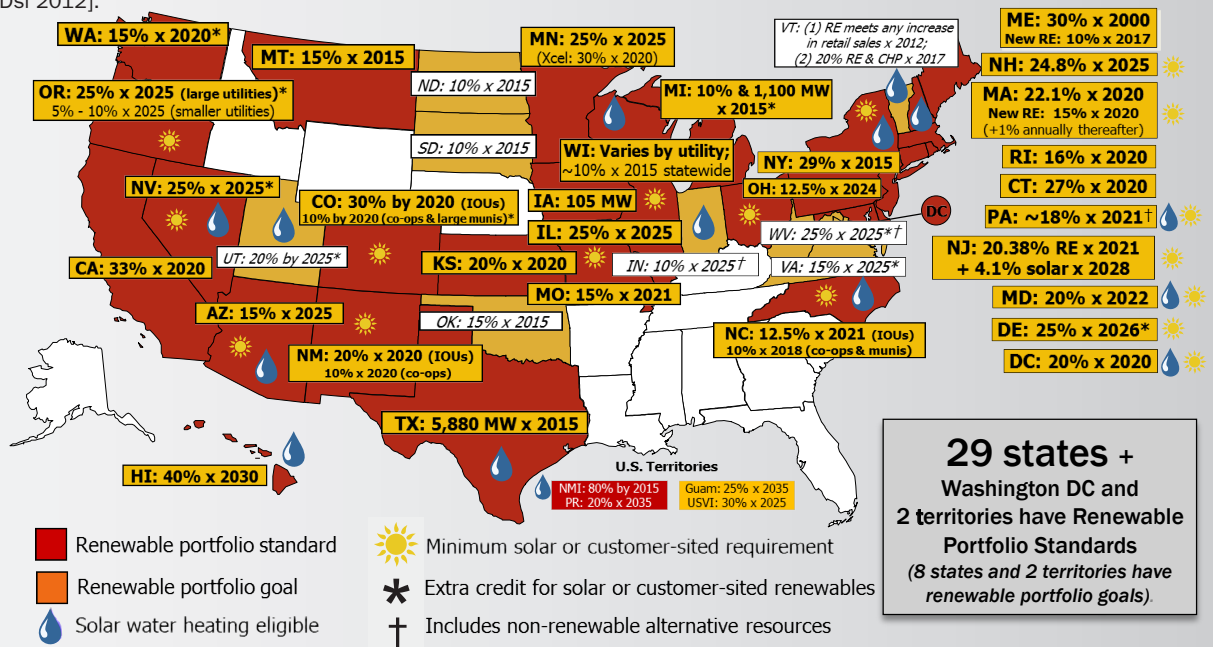 Dsl 2012].
WA: 15% x 2020*
MT: 15% x 2015
MN: 25% x 2025
(Xcel: 30% x 2020)
VT: (1) RE meets any increase
in retail sales x 2012;
(2) 20% RE & CHP x 2017
ME: 30% x 2000
New RE: 10% x 2017
NH: 24.8% x 2025
OR: 25% x 2025 (large utilities)*
5% - 10% x 2025 (smaller utilities)
ND: 10% x 2015
MI: 10% & 1,100 MW
x 2015*
MA: 22.1% x 2020
New RE: 15% x 2020
(+1% annually thereafter)
SD: 10% x 2015
WI: Varies by utility;
~10% x 2015 statewide
NY: 29% x 2015
RI: 16% x 2020
NV: 25% x 2025*
CO: 30% by 2020 (IOUs)
10% by 2020 (co-ops & large munis)*
IA: 105 MW
OH: 12.5% x 2024
CT: 27% x 2020
DC
PA: ~18% x 2021†
IL: 25% x 2025
WV: 25% x 2025*†
UT: 20% by 2025*
KS: 20% x 2020
IN: 10% x 2025†
VA: 15% x 2025*
NJ: 20.38% RE x 2021
+ 4.1% solar x 2028
CA: 33% x 2020
MO: 15% x 2021
MD: 20% x 2022
AZ: 15% x 2025
OK: 15% x 2015
NC: 12.5% x 2021 (IOUs)
10% x 2018 (co-ops & munis)
DE: 25% x 2026*
NM: 20% x 2020 (IOUs)
10% x 2020 (co-ops)
DC: 20% x 2020
TX: 5,880 MW x 2015
HI: 40% x 2030
U.S. Territories
NMI: 80% by 2015
PR: 20% x 2035
Guam: 25% x 2035
USVI: 30% x 2025
29 states +
Washington DC and
2 territories have Renewable
Portfolio Standards
(8 states and 2 territories have
renewable portfolio goals).
Renewable portfolio standard
Renewable portfolio goal
Solar water heating eligible
Minimum solar or customer-sited requirement
* Extra credit for solar or customer-sited renewables
† Includes non-renewable alternative resources